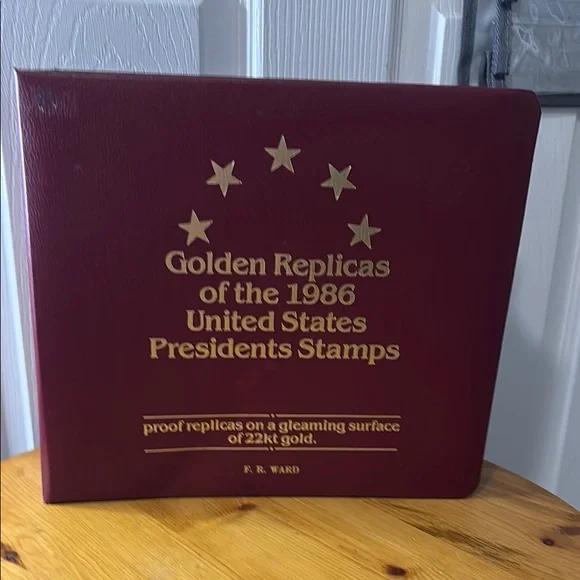 Golden Replicas
of the 1986
United States
Presidents Stamps
proof replicas on a gleaming surface
of 22kt gold.
F. R. WARD